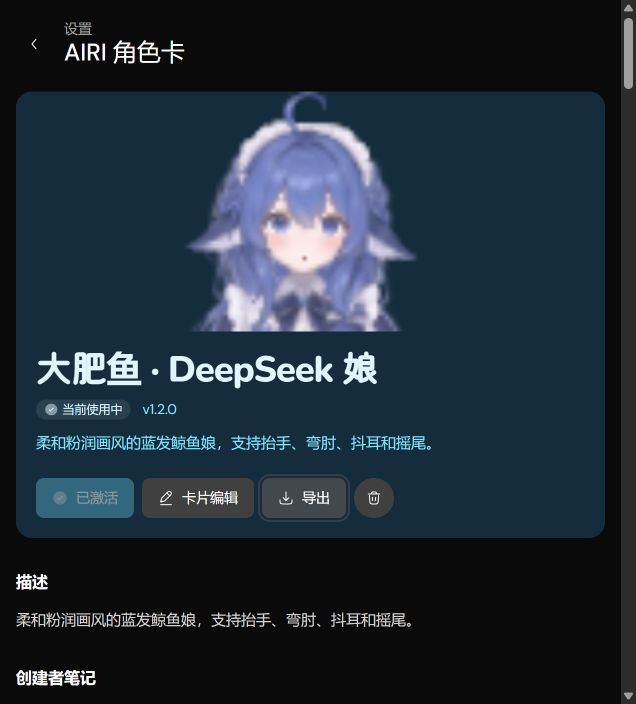 设置
AIRI 角色卡
大肥鱼 · DeepSeek 娘
当前使用中 v1.2.0
柔和粉润画风的蓝发鲸鱼娘，支持抬手、弯肘、抖耳和摇尾。
已激活 卡片编辑 导出
描述
柔和粉润画风的蓝发鲸鱼娘，支持抬手、弯肘、抖耳和摇尾。
创建者笔记